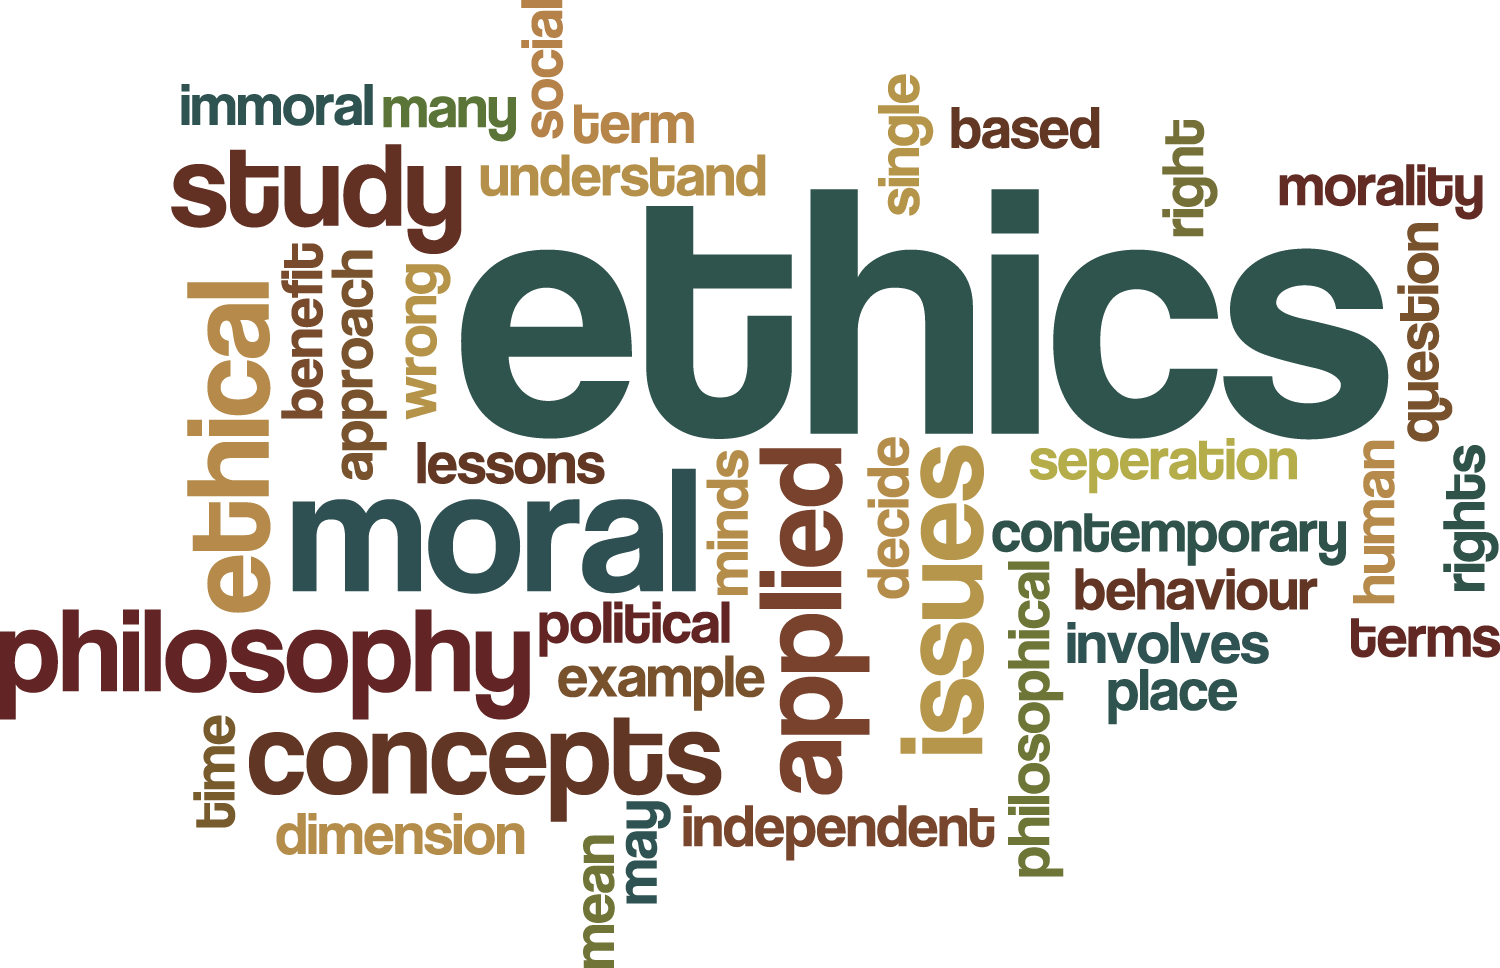 social
immoral
many
term
single
based
right
morality
study
understand
ethics
question
ethical
benefit
approach
wrong
lessons
moral
minds
applied
decide
issues
seperation
contemporary
human
rights
behaviour
philosophy
political
involves
terms
example
place
philosophical
time
concepts
dimension
may
independent
mean